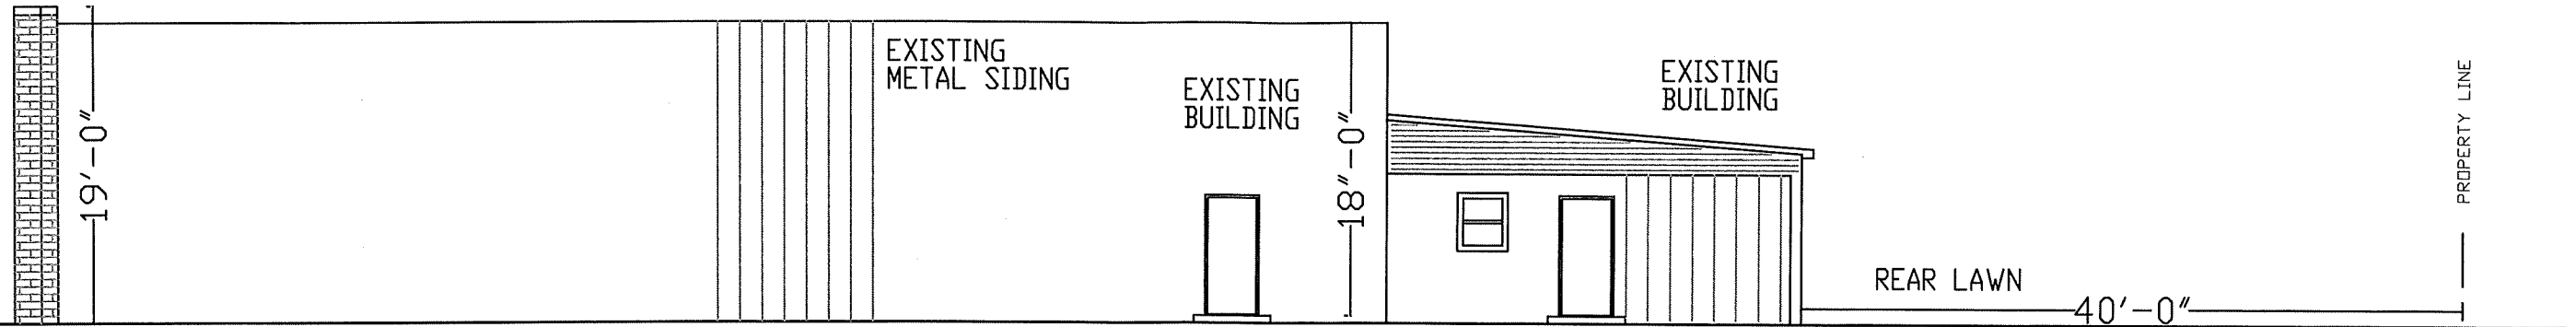 19'-0"
EXISTING
METAL SIDING
EXISTING
BUILDING
18"-0"
EXISTING
BUILDING
REAR LAWN
40'-0"
PROPERTY LINE